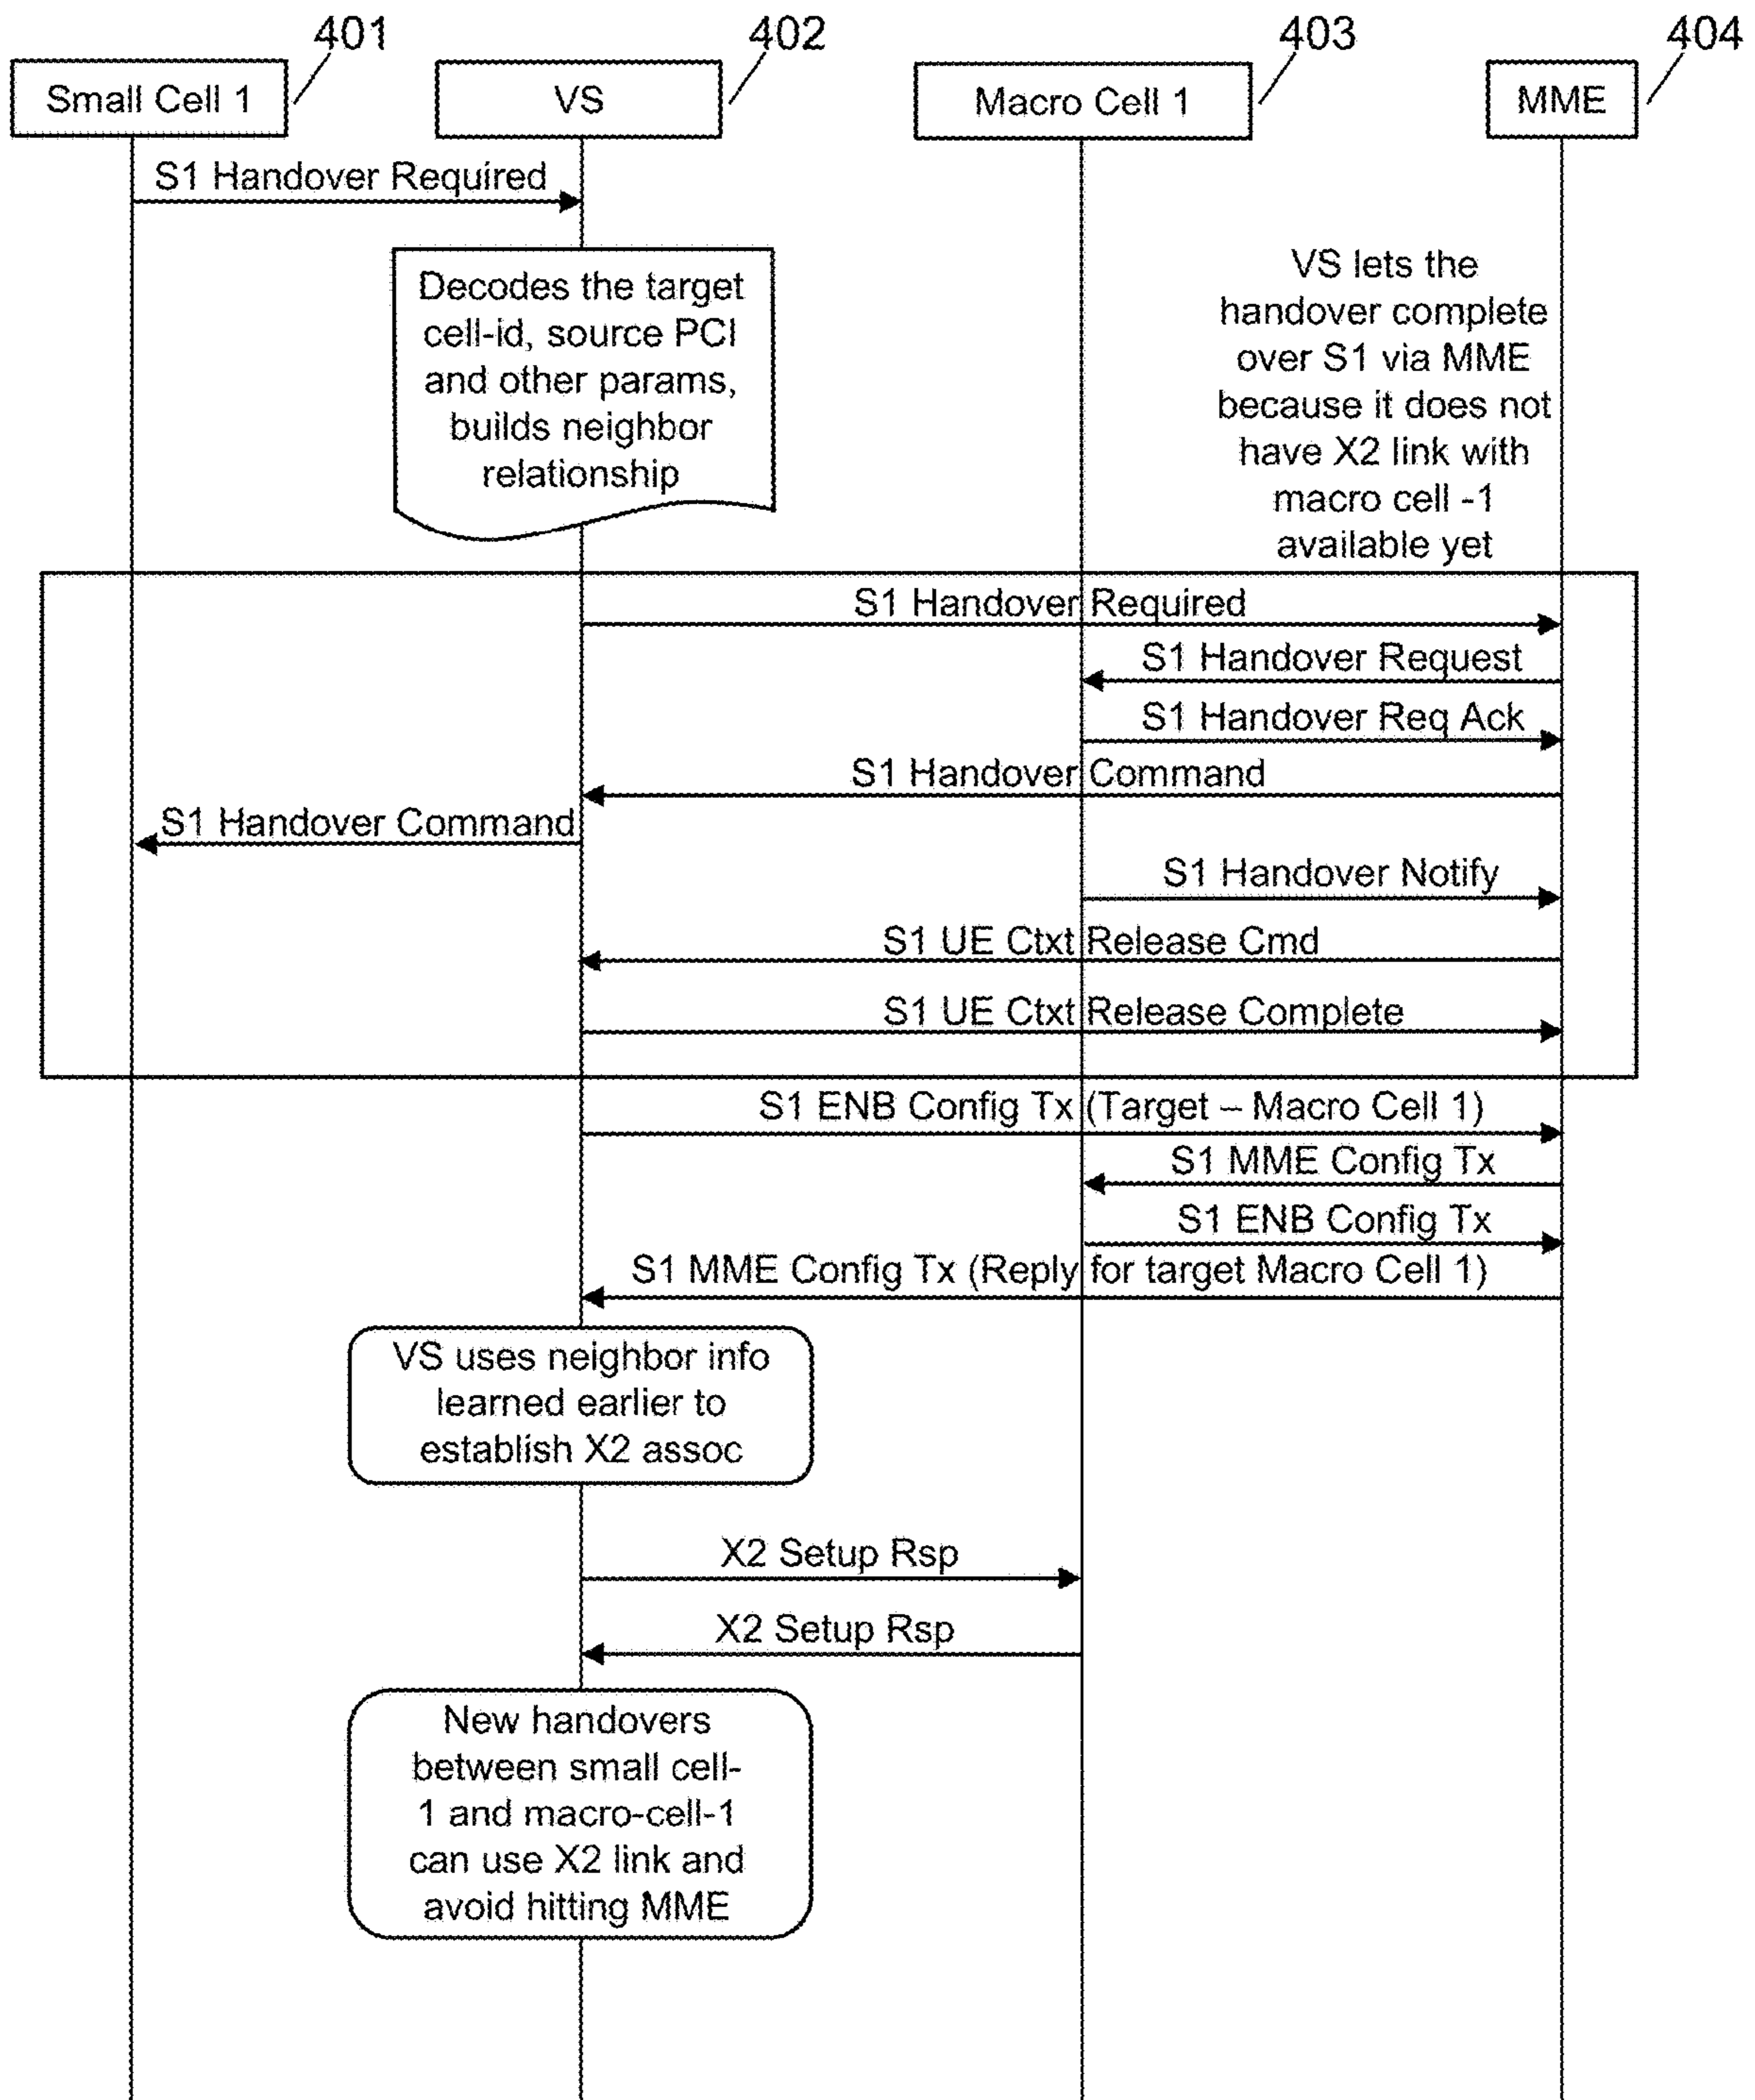 401
402
403
404
Small Cell 1
VS
Macro Cell 1
MME
S1 Handover Required
Decodes the target
cell-id, source PCI
and other params,
builds neighbor
relationship
VS lets the
handover complete
over S1 via MME
because it does not
have X2 link with
macro cell -1
available yet
S1 Handover Required
S1 Handover Request
S1 Handover Req Ack
S1 Handover Command
S1 Handover Command
S1 Handover Notify
S1 UE Ctxt Release Cmd
S1 UE Ctxt Release Complete
S1 ENB Config Tx (Target – Macro Cell 1)
S1 MME Config Tx
S1 ENB Config Tx
S1 MME Config Tx (Reply for target Macro Cell 1)
VS uses neighbor info
learned earlier to
establish X2 assoc
X2 Setup Rsp
X2 Setup Rsp
New handovers
between small cell-
1 and macro-cell-1
can use X2 link and
avoid hitting MME